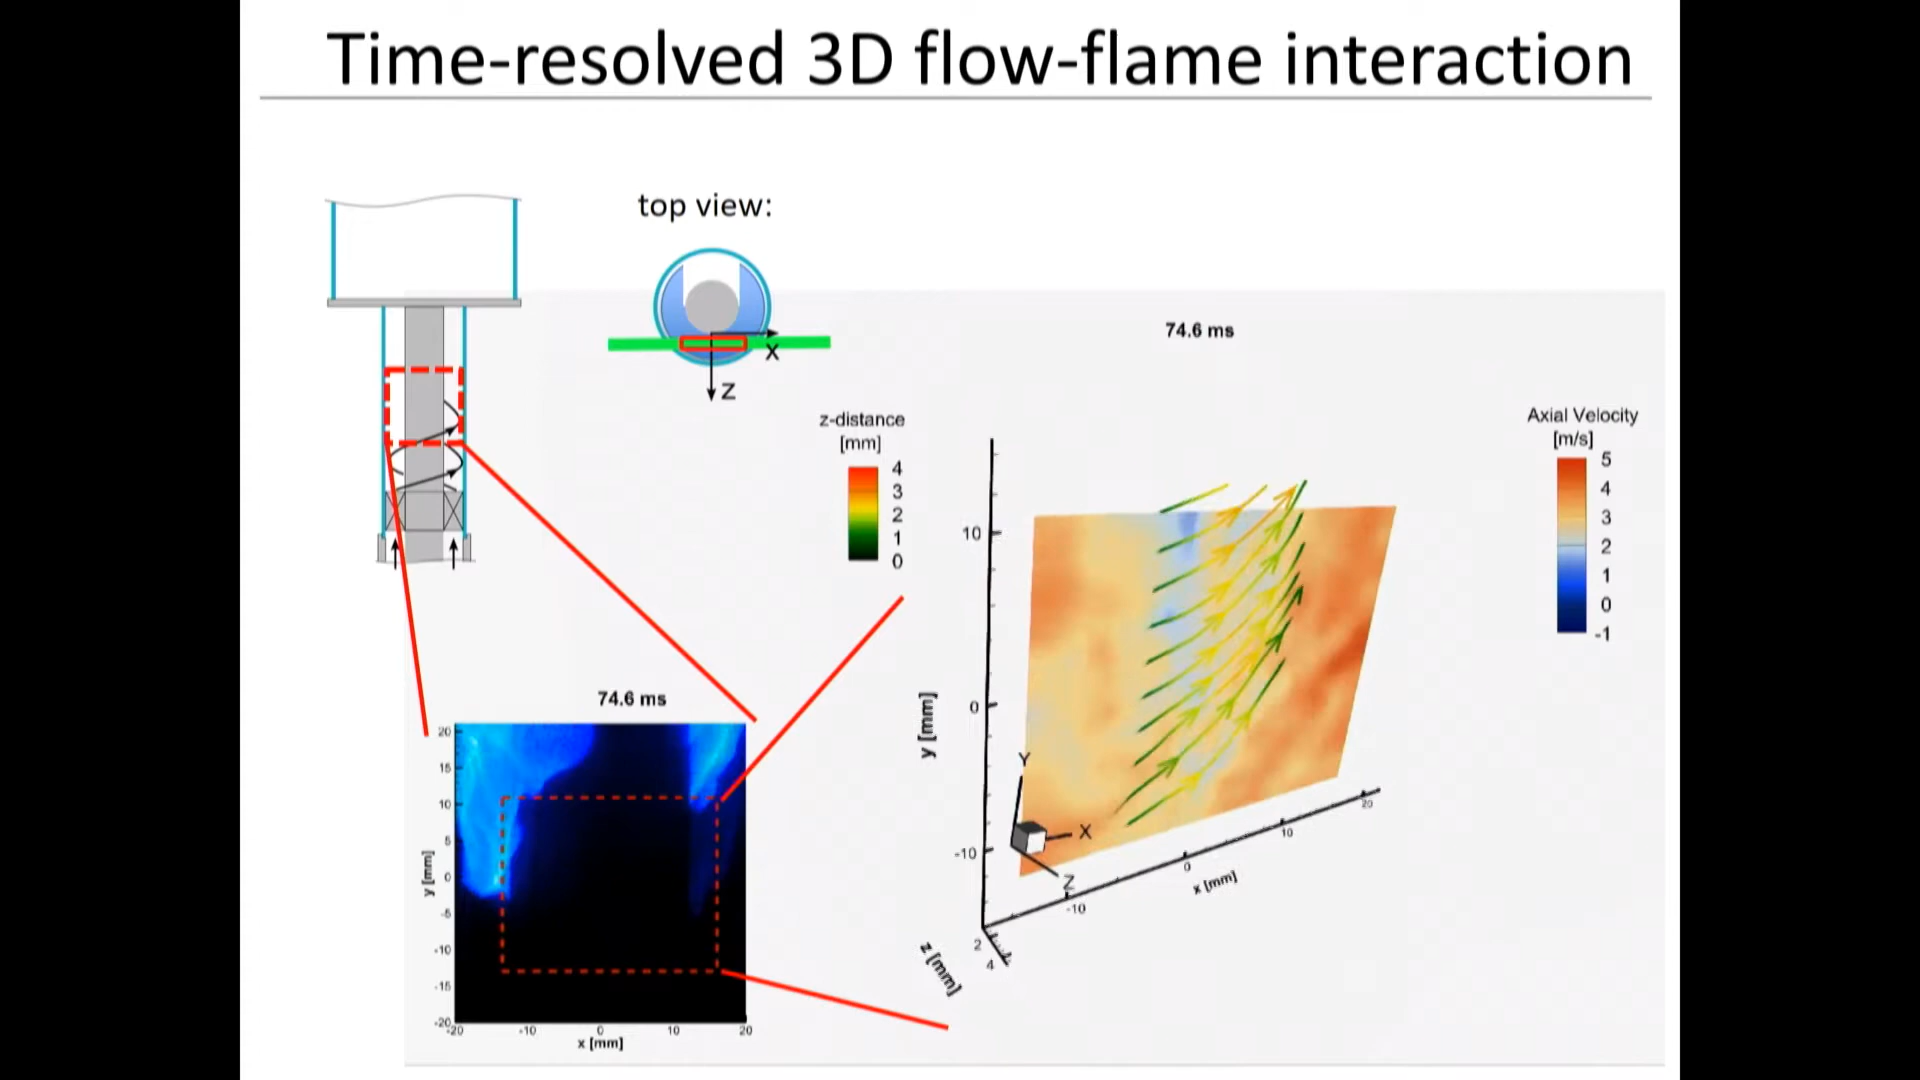 Time-resolved 3D flow-flame interaction
top view:
X
Z
74.6 ms
z-distance
[mm]
4
3
2
1
0
Axial Velocity
[m/s]
5
4
3
2
1
0
-1
10
0
-10
y [mm]
Y
X
Z
-10
0
10
20
x [mm]
2
4
z [mm]
74.6 ms
20
15
10
5
0
-5
-10
-15
-20
y [mm]
-20
-10
0
10
20
x [mm]